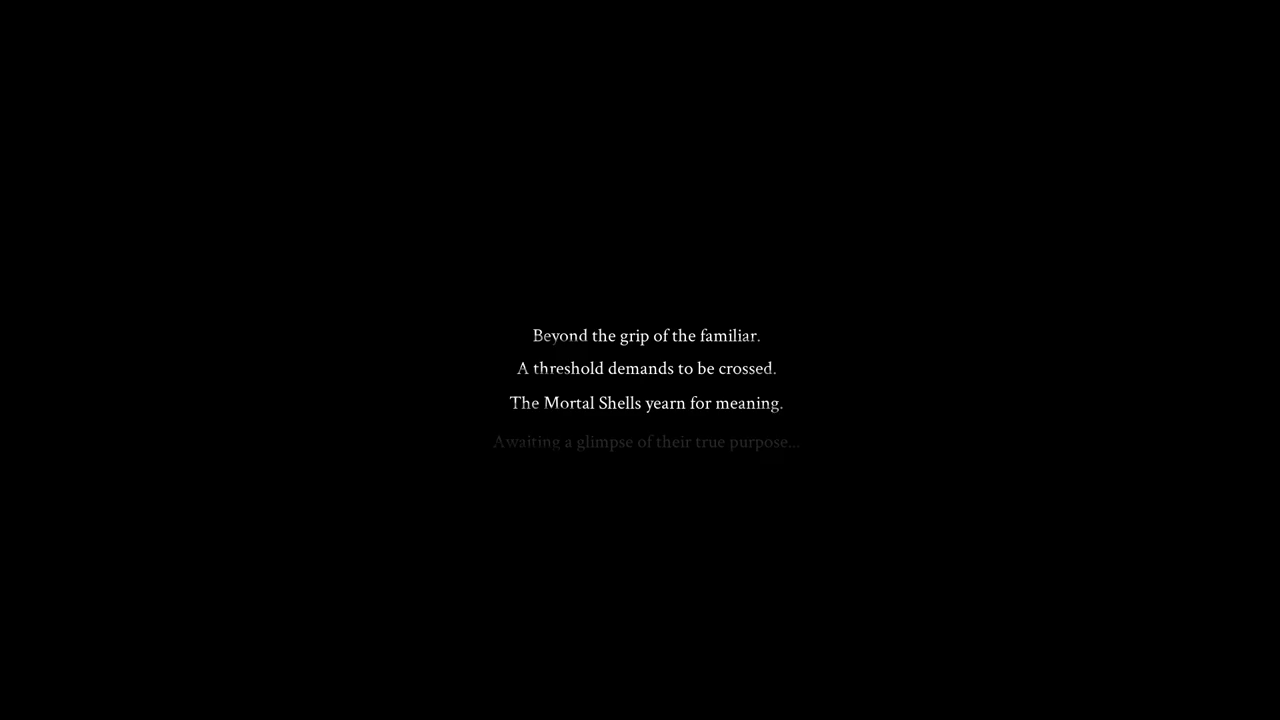 Beyond the grip of the familiar.
A threshold demands to be crossed.
The Mortal Shells yearn for meaning.
Awaiting a glimpse of their true purpose...